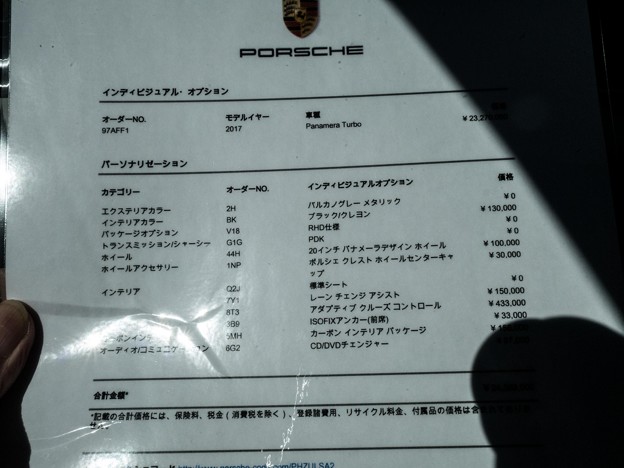 PORSCHE
インディビジュアル・オプション
オーダーNO. モデルイヤー 車種
97AFF1 2017 Panamera Turbo
パーソナリゼーション
カテゴリー オーダーNO. インディビジュアルオプション 価格
エクステリアカラー 2H バルカノグレー メタリック ¥0
インテリアカラー BK ブラック/クレヨン ¥130,000
パッケージオプション V18 RHD仕様 ¥0
トランスミッション/シャーシー G1G PDK ¥0
ホイール 44H 20インチ パナメーラデザイン ホイール ¥100,000
ホイールアクセサリー 1NP ポルシェ クレスト ホイールセンターキャ ¥30,000
ップ
インテリア Q2J 標準シート ¥0
7Y1 レーン チェンジ アシスト ¥150,000
8T3 アダプティブ クルーズ コントロール ¥433,000
3B9 ISOFIXアンカー(前席) ¥33,000
5MH カーボン インテリア パッケージ
オーディオ/コミュニケーション 6G2 CD/DVDチェンジャー
合計金額*
*記載の合計価格には、保険料、税金（消費税を除く）、登録諸費用、リサイクル料金、付属品の価格は